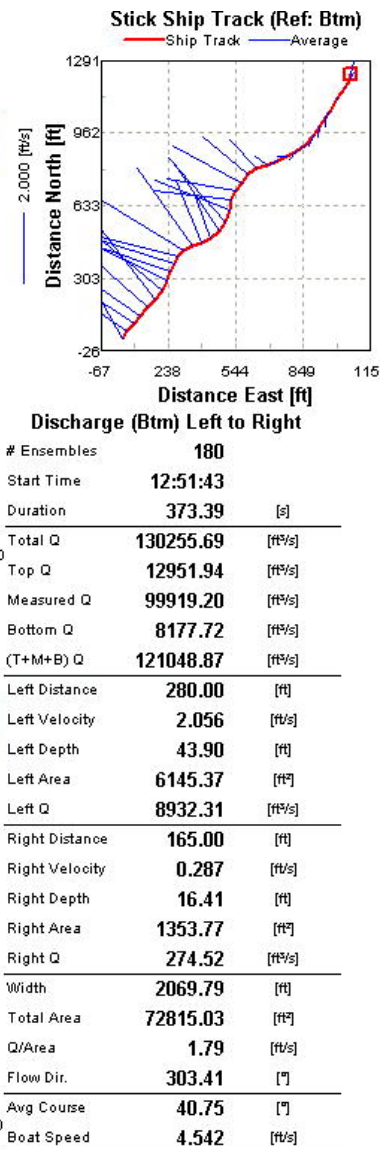 Stick Ship Track (Ref: Btm)
Ship Track Average
1291
962
633
303
-26
-67 238 544 849 115
2.000 [ft/s]
Distance North [ft]
Distance East [ft]
Discharge (Btm) Left to Right
# Ensembles 180
Start Time 12:51:43
Duration 373.39 [s]
Total Q 130255.69 [ft³/s]
Top Q 12951.94 [ft³/s]
Measured Q 99919.20 [ft³/s]
Bottom Q 8177.72 [ft³/s]
(T+M+B) Q 121048.87 [ft³/s]
Left Distance 280.00 [ft]
Left Velocity 2.056 [ft/s]
Left Depth 43.90 [ft]
Left Area 6145.37 [ft²]
Left Q 8932.31 [ft³/s]
Right Distance 165.00 [ft]
Right Velocity 0.287 [ft/s]
Right Depth 16.41 [ft]
Right Area 1353.77 [ft²]
Right Q 274.52 [ft³/s]
Width 2069.79 [ft]
Total Area 72815.03 [ft²]
Q/Area 1.79 [ft/s]
Flow Dir. 303.41 [°]
Avg Course 40.75 [°]
Boat Speed 4.542 [ft/s]